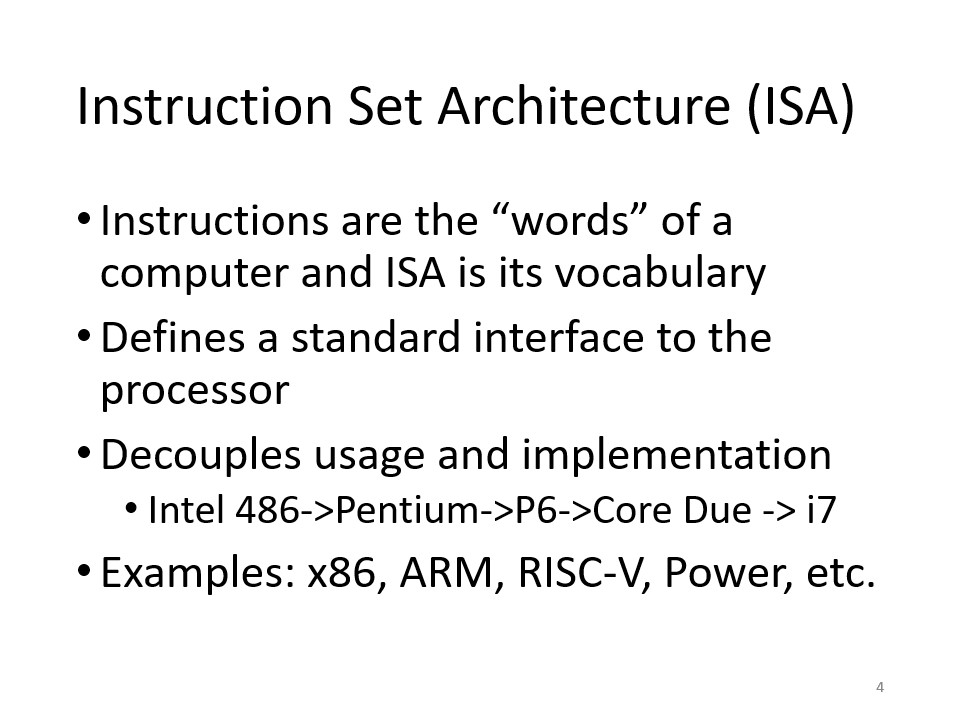 Instruction Set Architecture (ISA)
• Instructions are the “words” of a
computer and ISA is its vocabulary
• Defines a standard interface to the
processor
• Decouples usage and implementation
• Intel 486->Pentium->P6->Core Due -> i7
• Examples: x86, ARM, RISC-V, Power, etc.
4